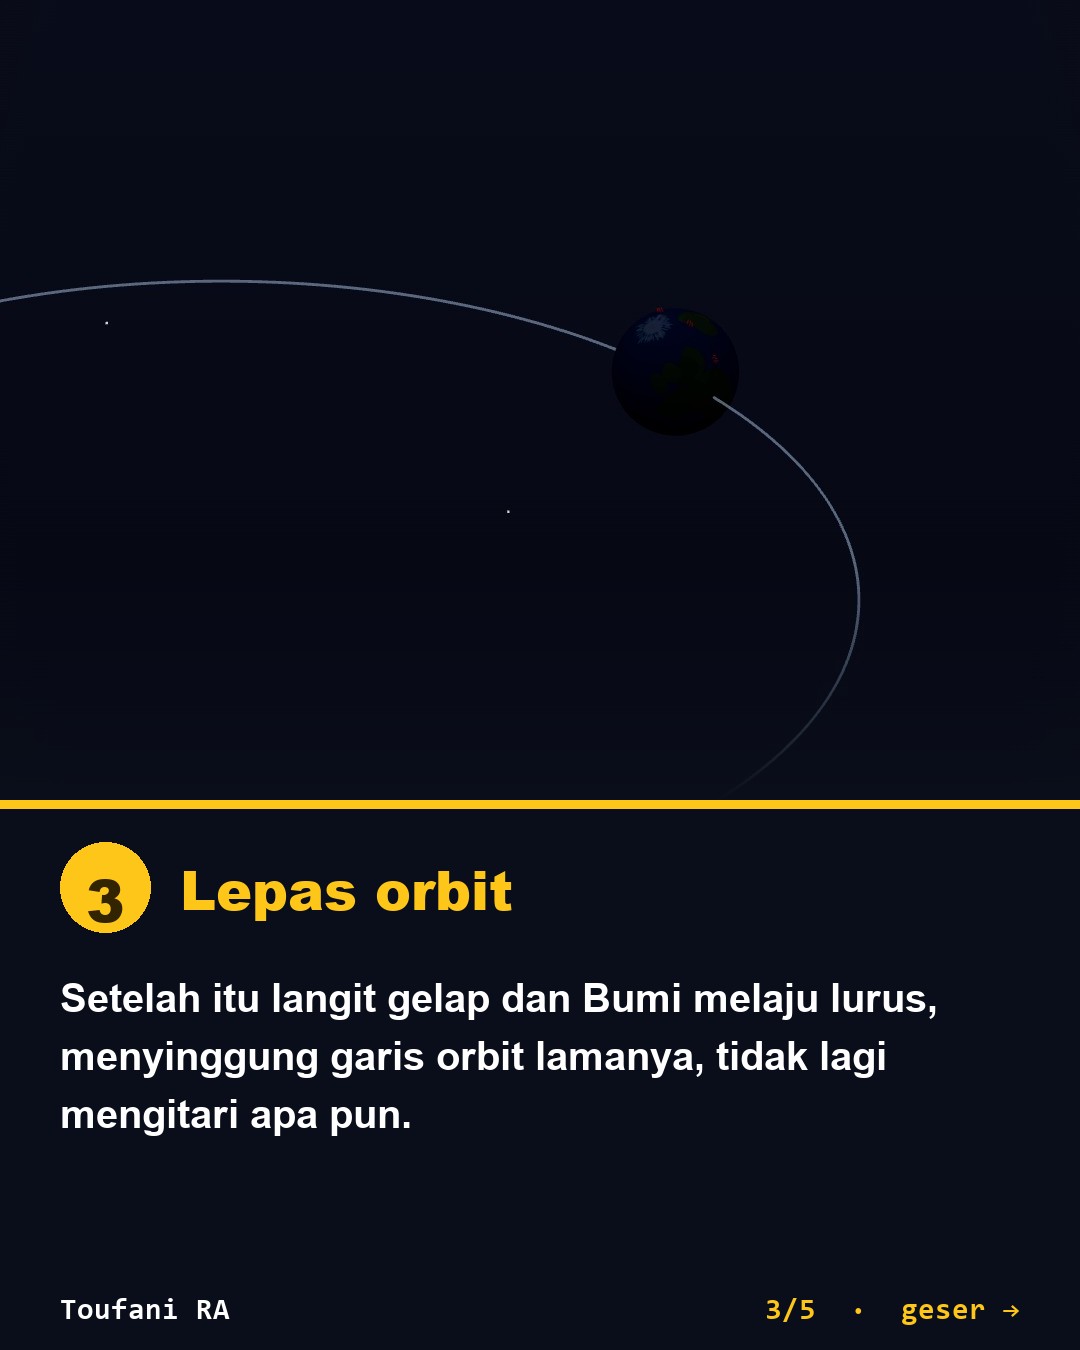 3 Lepas orbit
Setelah itu langit gelap dan Bumi melaju lurus,
menyinggung garis orbit lamanya, tidak lagi
mengitari apa pun.
Toufani RA 3/5 · geser →